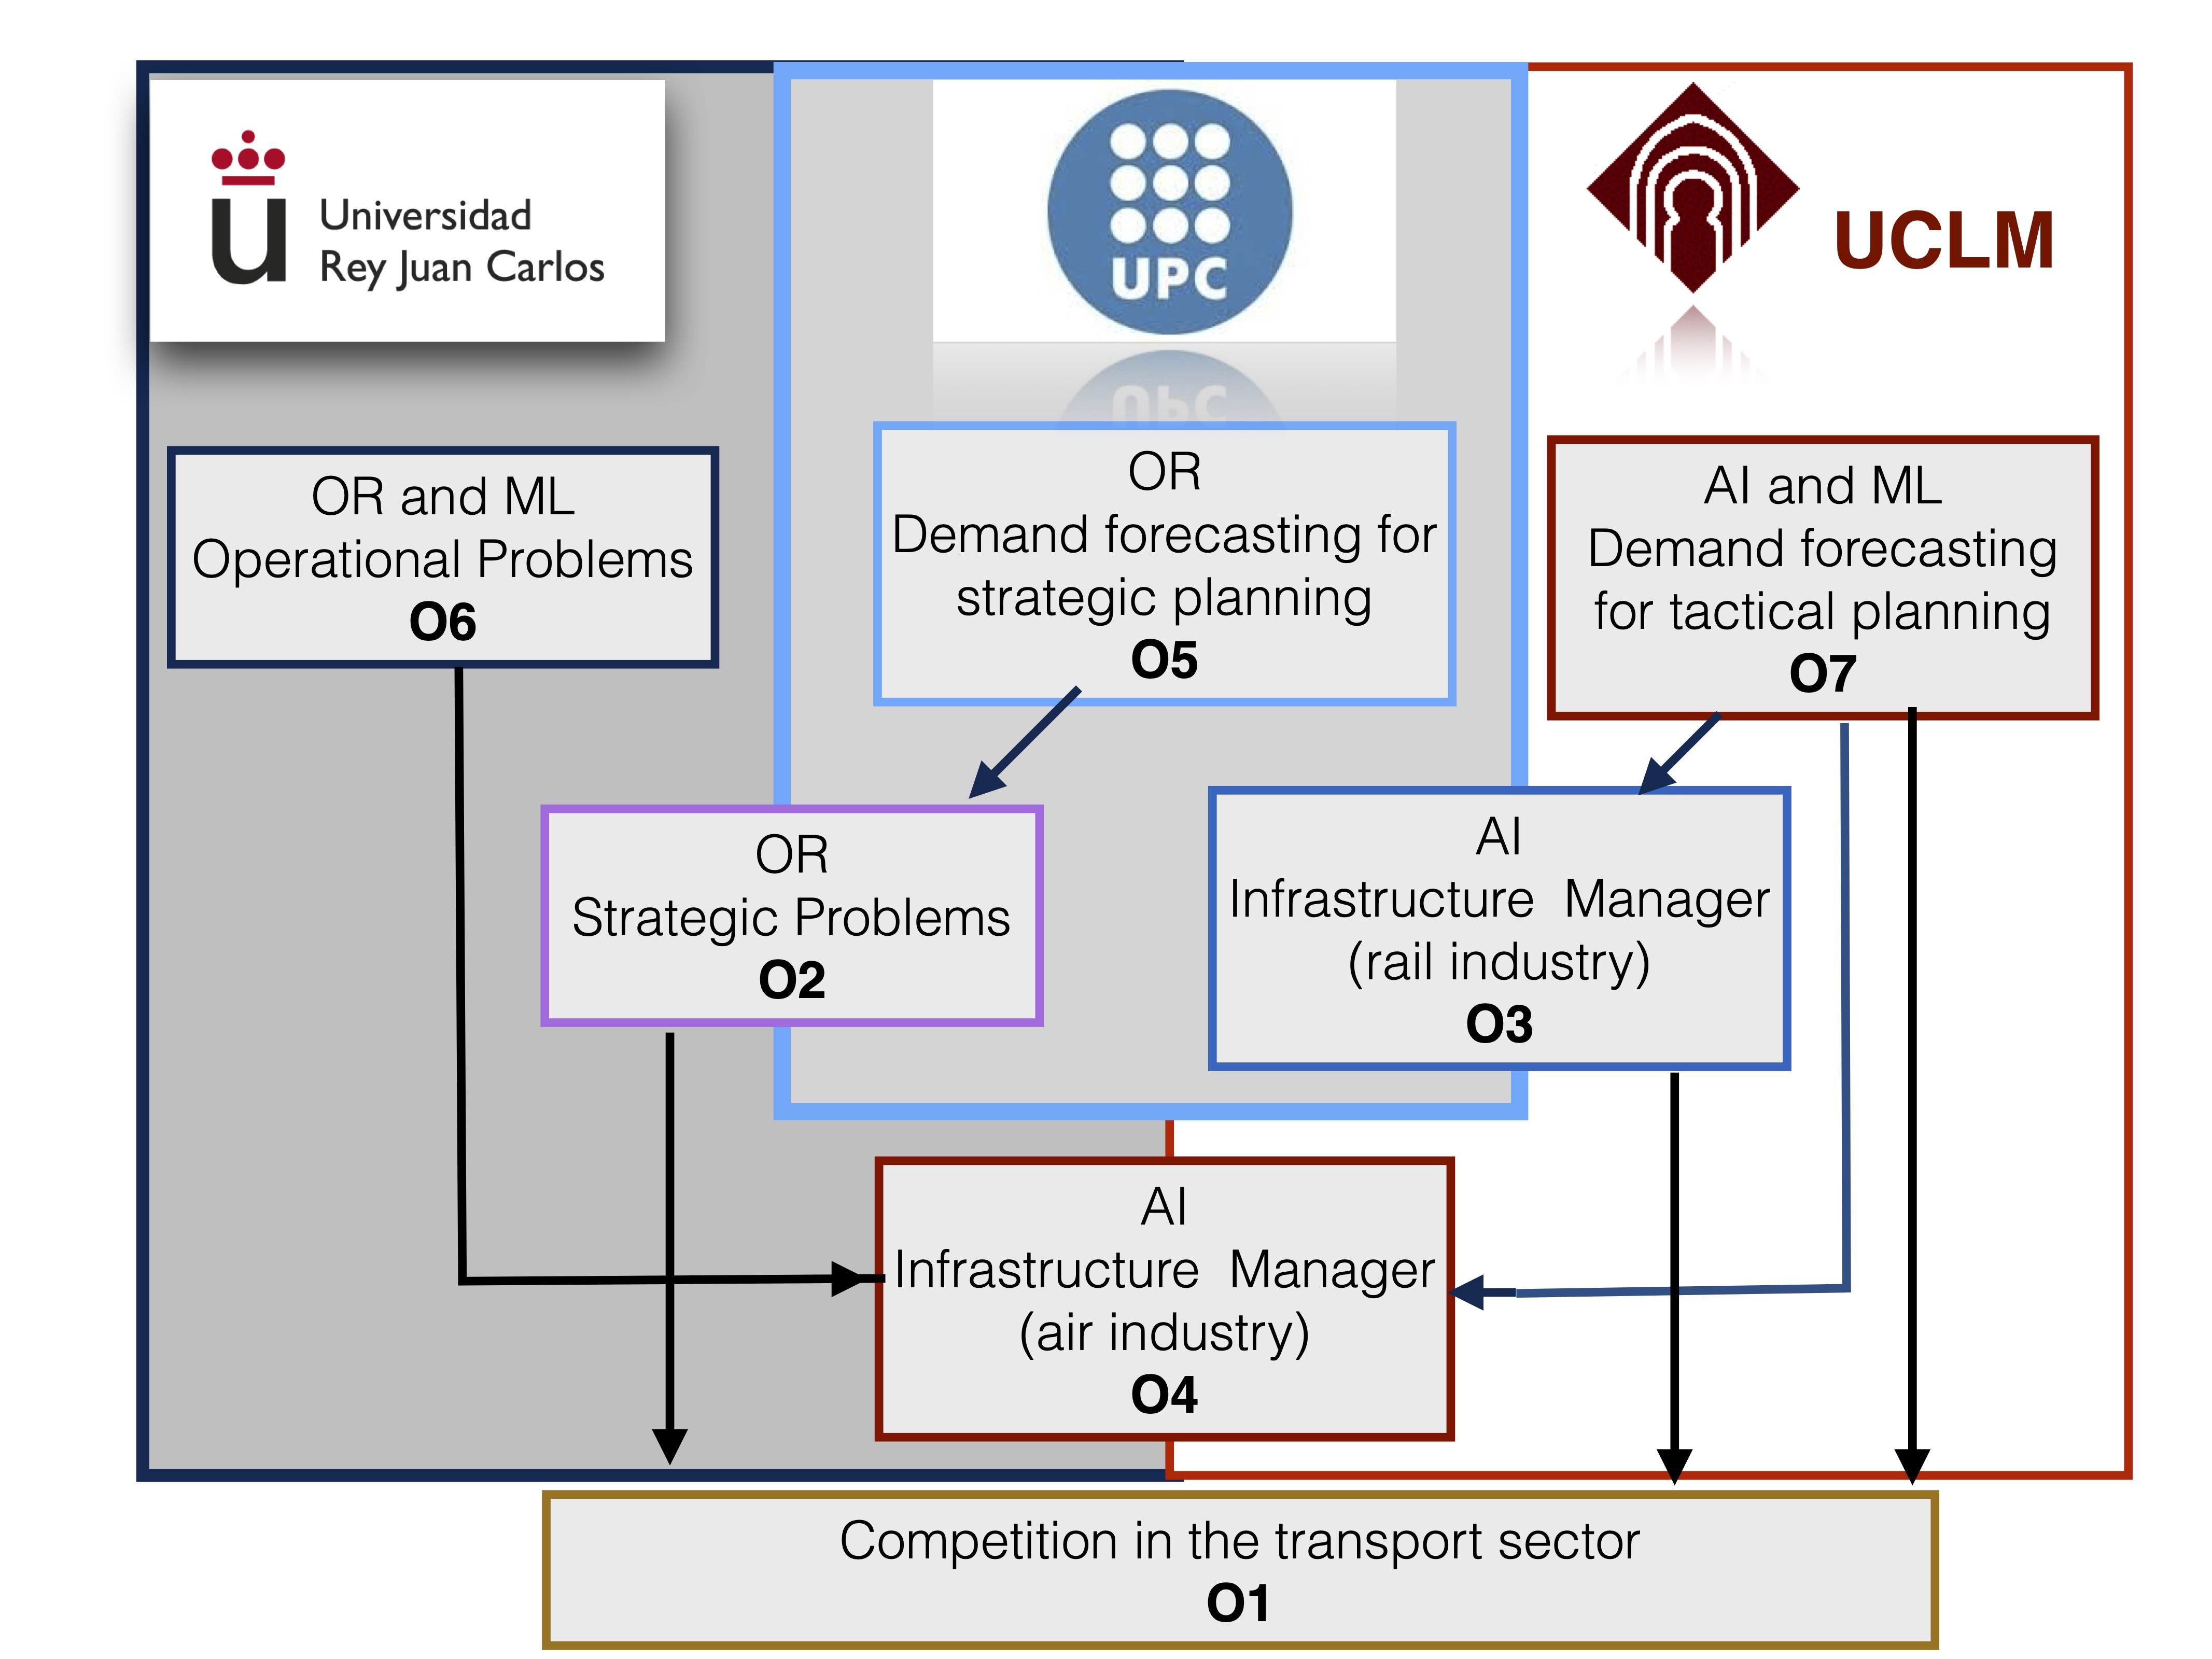 u Universidad
Rey Juan Carlos
UPC
UCLM
OR and ML
Operational Problems
O6
OR
Demand forecasting for
strategic planning
O5
AI and ML
Demand forecasting
for tactical planning
O7
OR
Strategic Problems
O2
AI
Infrastructure Manager
(rail industry)
O3
AI
Infrastructure Manager
(air industry)
O4
Competition in the transport sector
O1